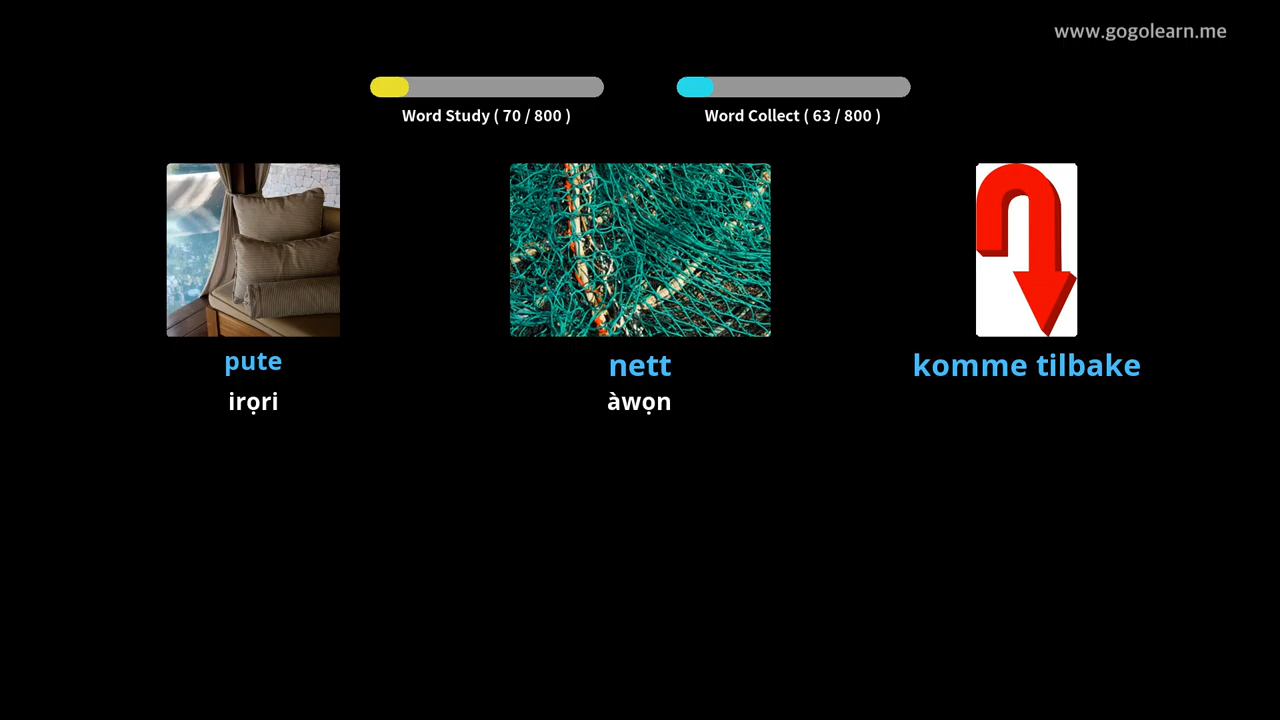 www.gogolearn.me
Word Study ( 70 / 800 )
Word Collect ( 63 / 800 )
pute
irọri
nett
àwọn
komme tilbake